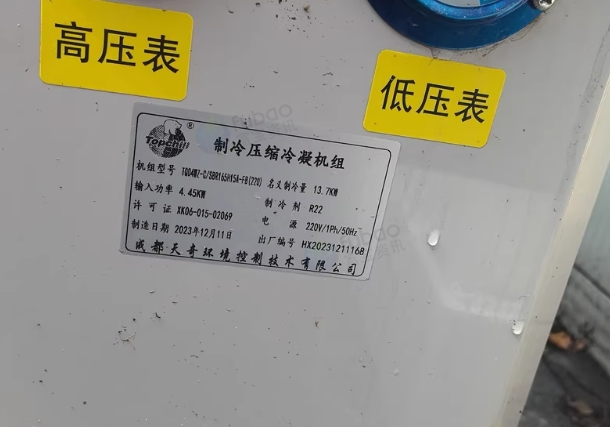 高压表
低压表
Topchill ®
制冷压缩冷凝机组
名义制冷量 13.7KW
机组型号
输入功率 4.45KW
制冷剂 R22
许可证 XK06-015-02069
电源 220V/1Ph/50Hz
制造日期 2023年12月11日
出厂编号 HX20231211168
成都天奇环境控制技术有限公司
fubao